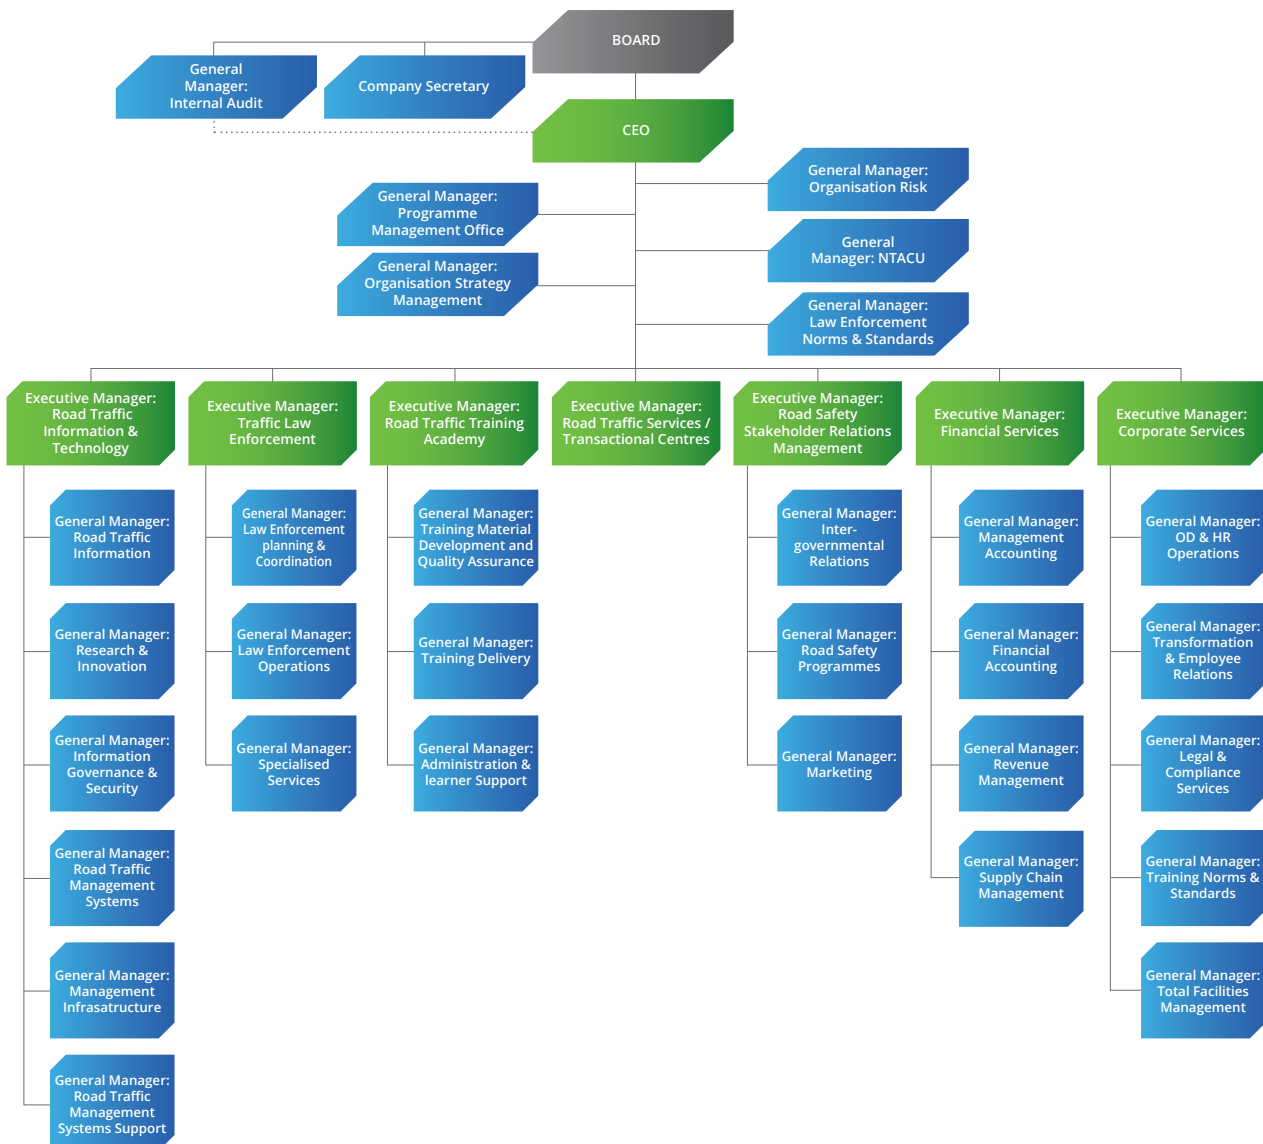 BOARD
General
Manager:
Internal Audit
Company Secretary
CEO
General Manager:
Organisation Risk
General Manager:
Programme
Management Office
General
Manager: NTACU
General Manager:
Organisation Strategy
Management
General Manager:
Law Enforcement
Norms & Standards
Executive Manager:
Road Traffic
Information &
Technology
Executive Manager:
Traffic Law
Enforcement
Executive Manager:
Road Traffic Training
Academy
Executive Manager:
Road Traffic Services /
Transactional Centres
Executive Manager:
Road Safety
Stakeholder Relations
Management
Executive Manager:
Financial Services
Executive Manager:
Corporate Services
General Manager:
Road Traffic
Information
General Manager:
Research &
Innovation
General Manager:
Information
Governance &
Security
General Manager:
Road Traffic
Management
Systems
General Manager:
Management
Infrasatructure
General Manager:
Road Traffic
Management
Systems Support
General Manager:
Law Enforcement
planning &
Coordination
General Manager:
Law Enforcement
Operations
General Manager:
Specialised
Services
General Manager:
Training Material
Development and
Quality Assurance
General Manager:
Training Delivery
General Manager:
Administration &
learner Support
General Manager:
Inter-
governmental
Relations
General Manager:
Road Safety
Programmes
General Manager:
Marketing
General Manager:
Management
Accounting
General Manager:
Financial
Accounting
General Manager:
Revenue
Management
General Manager:
Supply Chain
Management
General Manager:
OD & HR
Operations
General Manager:
Transformation
& Employee
Relations
General Manager:
Legal &
Compliance
Services
General Manager:
Training Norms &
Standards
General Manager:
Total Facilities
Management